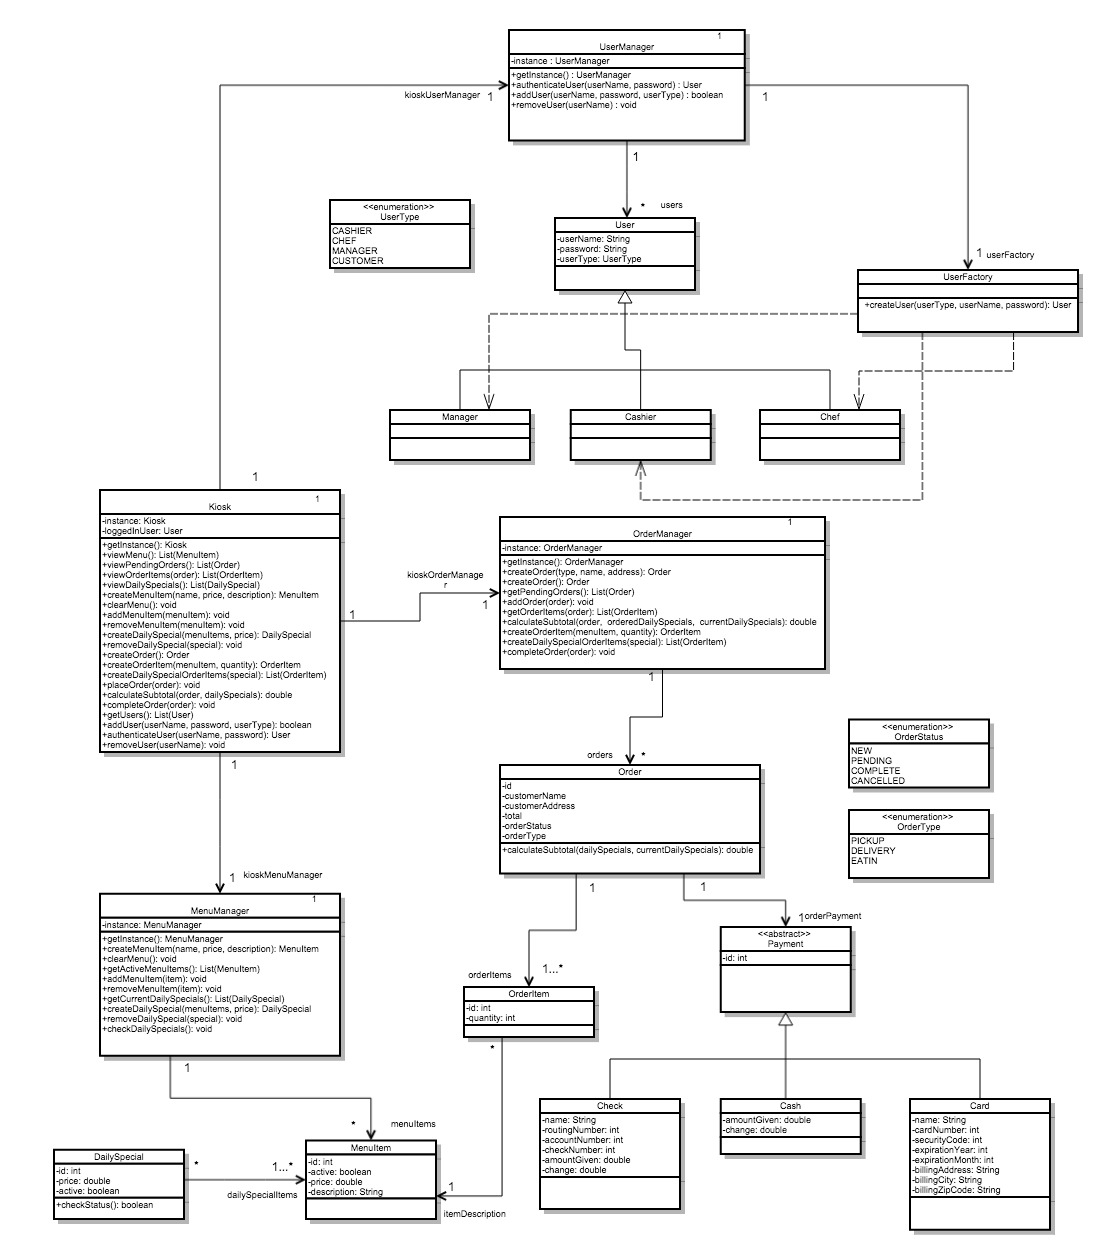 1
UserManager
-instance : UserManager
+getInstance() : UserManager
+authenticateUser(userName, password) : User
+addUser(userName, password, userType) : boolean
+removeUser(userName) : void
kioskUserManager
1
1
1
* users
<<enumeration>>
UserType
CASHIER
CHEF
MANAGER
CUSTOMER
User
-userName: String
-password: String
-userType: UserType
1 userFactory
UserFactory
+createUser(userType, userName, password): User
Manager
Cashier
Chef
1
1
Kiosk
-instance: Kiosk
-loggedInUser: User
+getInstance(): Kiosk
+viewMenu(): List(MenuItem)
+viewPendingOrders(): List(Order)
+viewOrderItems(order): List(OrderItem)
+viewDailySpecials(): List(DailySpecial)
+createMenuItem(name, price, description): MenuItem
+clearMenu(): void
+addMenuItem(menuItem): void
+removeMenuItem(menuItem): void
+createDailySpecial(menuItems, price): DailySpecial
+removeDailySpecial(special): void
+createOrder(): Order
+createOrderItem(menuItem, quantity): OrderItem
+createDailySpecialOrderItems(special): List(OrderItem)
+placeOrder(order): void
+calculateSubtotal(order, dailySpecials): double
+completeOrder(order): void
+getUsers(): List(User)
+addUser(userName, password, userType): boolean
+authenticateUser(userName, password): User
+removeUser(userName): void
1
kioskOrderManage
r
1
1
OrderManager
-instance: OrderManager
+getInstance(): OrderManager
+createOrder(type, name, address): Order
+createOrder(): Order
+getPendingOrders(): List(Order)
+addOrder(order): void
+getOrderItems(order): List(OrderItem)
+calculateSubtotal(order, orderedDailySpecials, currentDailySpecials): double
+createOrderItem(menuItem, quantity): OrderItem
+createDailySpecialOrderItems(special): List(OrderItem)
+completeOrder(order): void
1
orders *
1
Order
-id
-customerName
-customerAddress
-total
-orderStatus
-orderType
+calculateSubtotal(dailySpecials, currentDailySpecials): double
<<enumeration>>
OrderStatus
NEW
PENDING
COMPLETE
CANCELLED
<<enumeration>>
OrderType
PICKUP
DELIVERY
EATIN
1 kioskMenuManager
1
MenuManager
-instance: MenuManager
+getInstance(): MenuManager
+createMenuItem(name, price, description): MenuItem
+clearMenu(): void
+getActiveMenuItems(): List(MenuItem)
+addMenuItem(item): void
+removeMenuItem(item): void
+getCurrentDailySpecials(): List(DailySpecial)
+createDailySpecial(menuItems, price): DailySpecial
+removeDailySpecial(special): void
+checkDailySpecials(): void
1
1
1 orderPayment
<<abstract>>
Payment
-id: int
orderItems 1...*
OrderItem
-id: int
-quantity: int
*
1
* menuItems
MenuItem
-id: int
-active: boolean
-price: double
-description: String
DailySpecial
-id: int
-price: double
-active: boolean
+checkStatus(): boolean
*
1...*
dailySpecialItems
1
itemDescription
Check
-name: String
-routingNumber: int
-accountNumber: int
-checkNumber: int
-amountGiven: double
-change: double
Cash
-amountGiven: double
-change: double
Card
-name: String
-cardNumber: int
-securityCode: int
-expirationYear: int
-expirationMonth: int
-billingAddress: String
-billingCity: String
-billingZipCode: String